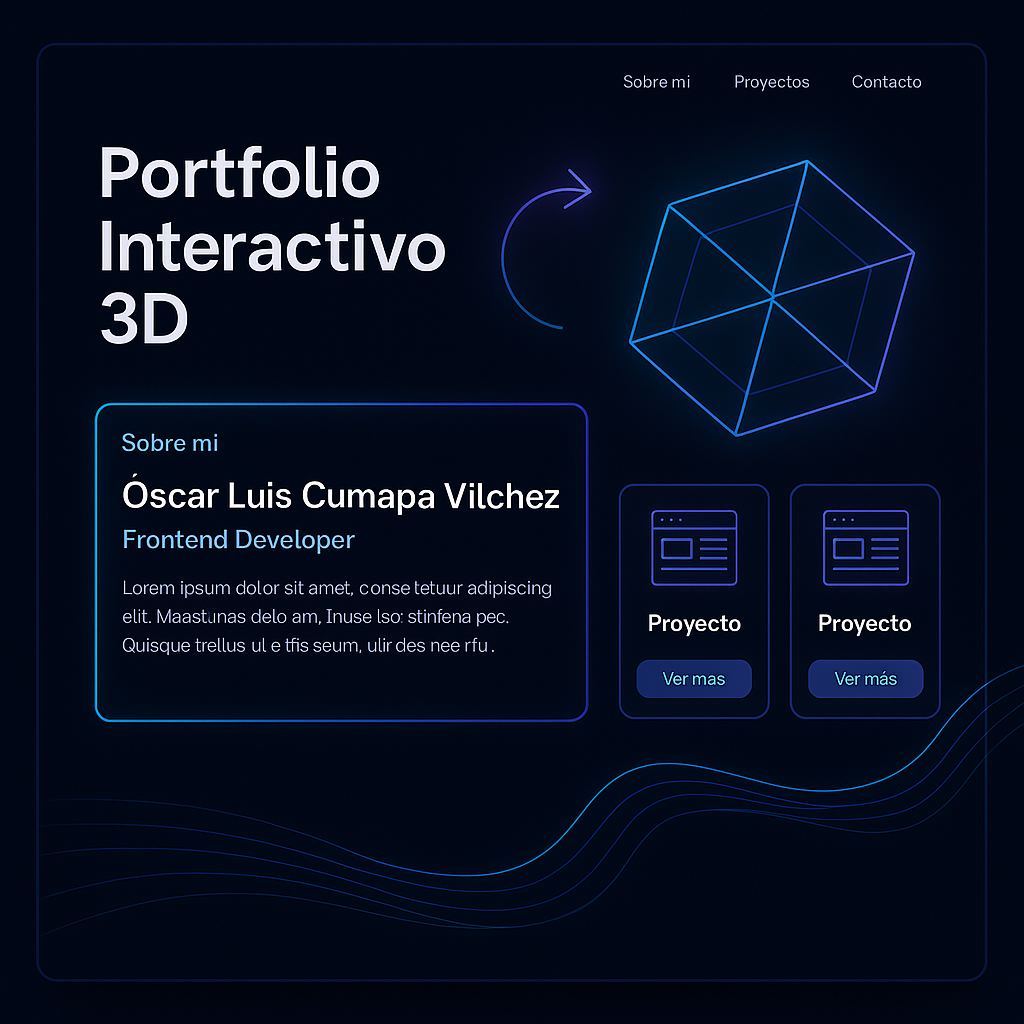 Sobre mi
Proyectos
Contacto
Portfolio
Interactivo
3D
Sobre mi
Óscar Luis Cumapa Vilchez
Frontend Developer
Lorem ipsum dolor sit amet, conse tetuur adipiscing
elit. Maastunas delo am, Inuse lso: stinfena pec.
Quisque trellus ul e tfis seum, ulir des nee rfu .
Proyecto
Ver mas
Proyecto
Ver más